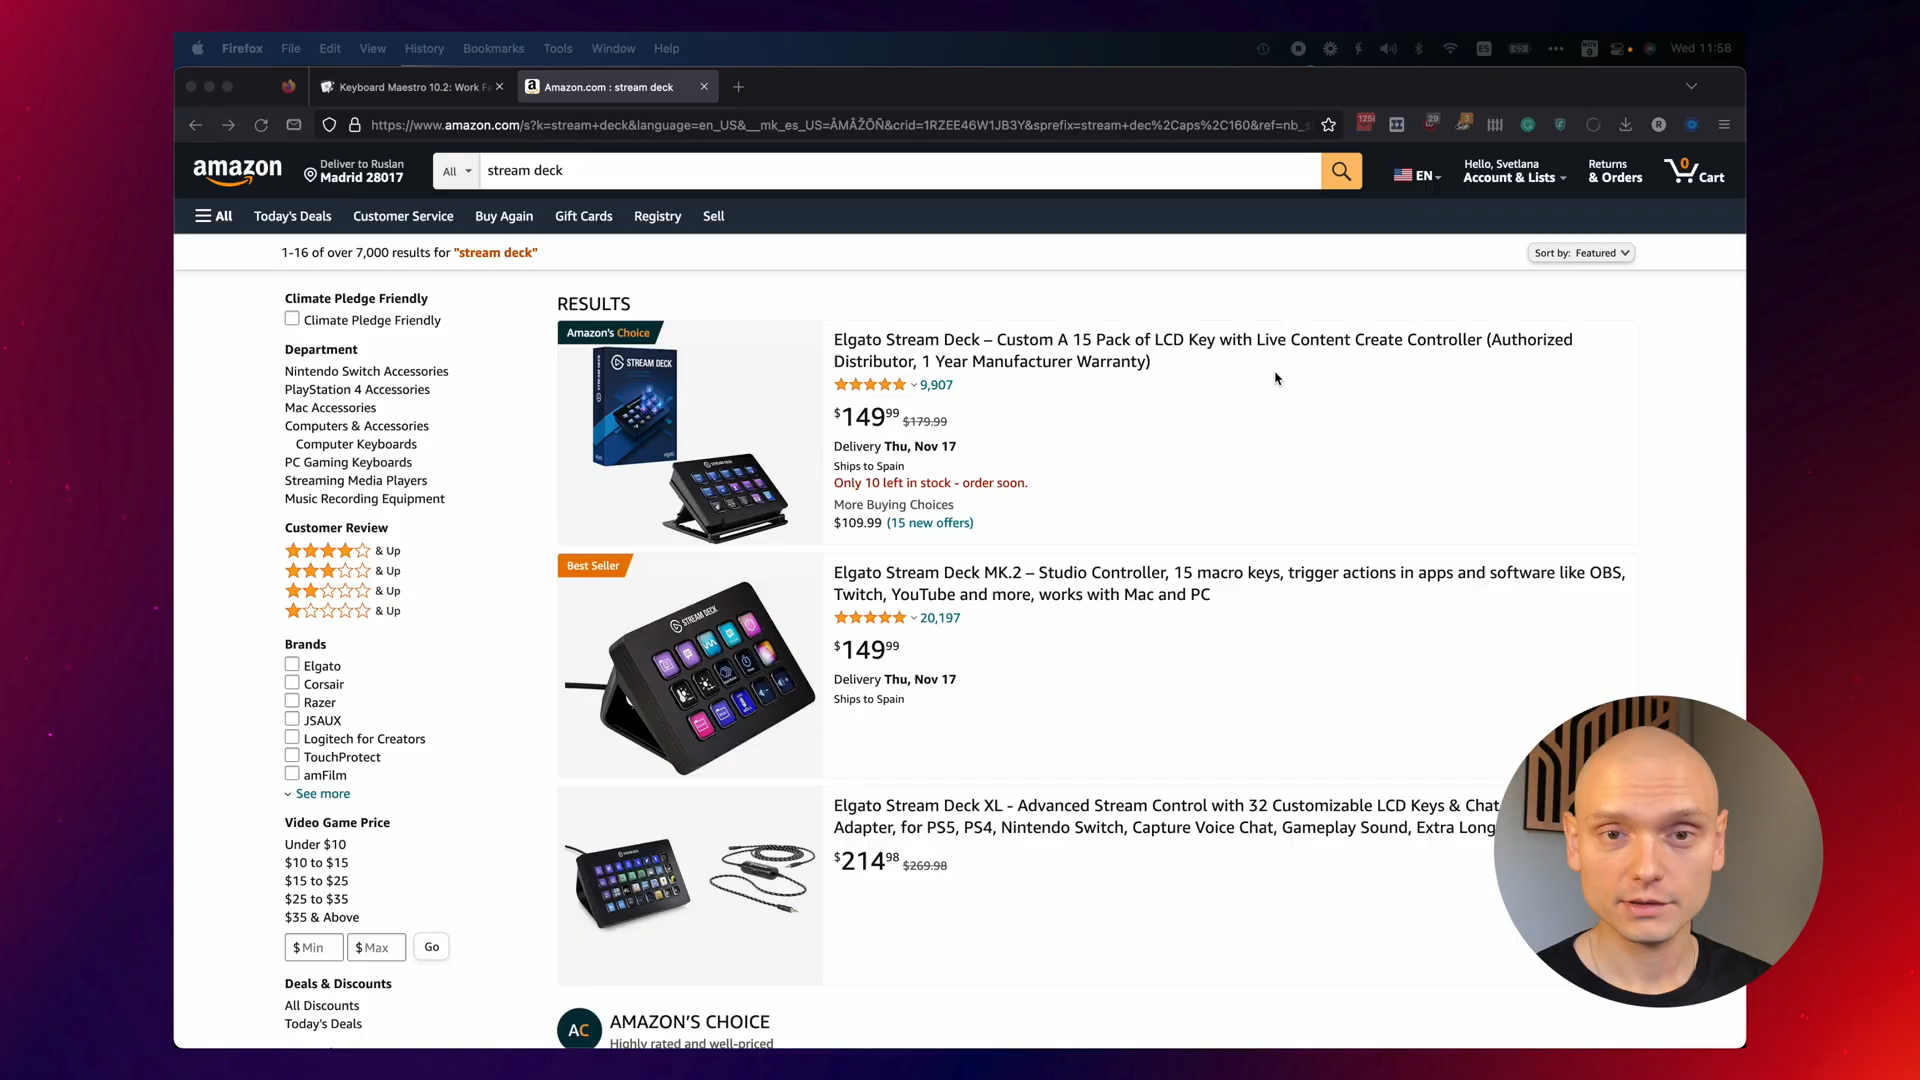 Firefox File Edit View History Bookmarks Tools Window Help
ES
NOV 9
Wed 11:58
Keyboard Maestro 10.2: Work Fa
Amazon.com : stream deck
https://www.amazon.com/s?k=stream+deck&language=en_US&__mk_es_US=ÅMÅŽÕÑ&crid=1RZEE46W1JB3Y&sprefix=stream+dec%2Caps%2C160&ref=nb_s
29
amazon
Deliver to Ruslan
Madrid 28017
All
stream deck
EN
Hello, Svetlana
Account & Lists
Returns
& Orders
0
Cart
All Today's Deals Customer Service Buy Again Gift Cards Registry Sell
1-16 of over 7,000 results for "stream deck"
Sort by: Featured
Climate Pledge Friendly
Climate Pledge Friendly
Department
Nintendo Switch Accessories
PlayStation 4 Accessories
Mac Accessories
Computers & Accessories
Computer Keyboards
PC Gaming Keyboards
Streaming Media Players
Music Recording Equipment
Customer Review
& Up
& Up
& Up
& Up
Brands
Elgato
Corsair
Razer
JSAUX
Logitech for Creators
TouchProtect
amFilm
See more
Video Game Price
Under $10
$10 to $15
$15 to $25
$25 to $35
$35 & Above
$ Min $ Max Go
Deals & Discounts
All Discounts
Today's Deals
RESULTS
Amazon's Choice
STREAM DECK
Elgato Stream Deck – Custom A 15 Pack of LCD Key with Live Content Create Controller (Authorized
Distributor, 1 Year Manufacturer Warranty)
9,907
$149.99 $179.99
Delivery Thu, Nov 17
Ships to Spain
Only 10 left in stock - order soon.
More Buying Choices
$109.99 (15 new offers)
Best Seller
STREAM DECK
Elgato Stream Deck MK.2 – Studio Controller, 15 macro keys, trigger actions in apps and software like OBS,
Twitch, YouTube and more, works with Mac and PC
20,197
$149.99
Delivery Thu, Nov 17
Ships to Spain
Elgato Stream Deck XL - Advanced Stream Control with 32 Customizable LCD Keys & Chat
Adapter, for PS5, PS4, Nintendo Switch, Capture Voice Chat, Gameplay Sound, Extra Long
$214.98 $269.98
AC
AMAZON'S CHOICE
Highly rated and well-priced